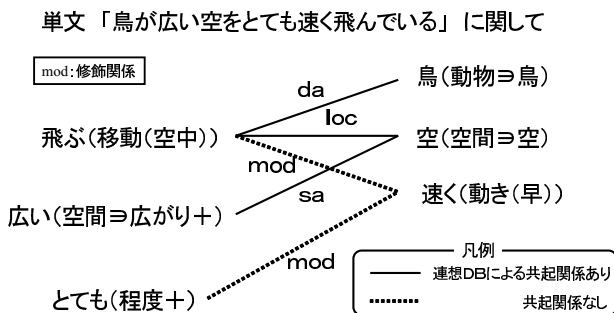 単文 「鳥が広い空をとても速く飛んでいる」 に関して
mod:修飾関係
da
鳥(動物∋鳥)
loc
飛ぶ(移動(空中))
空(空間∋空)
mod
速く(動き(早))
sa
広い(空間∋広がり+)
mod
凡例
連想DBによる共起関係あり
共起関係なし
とても(程度+)